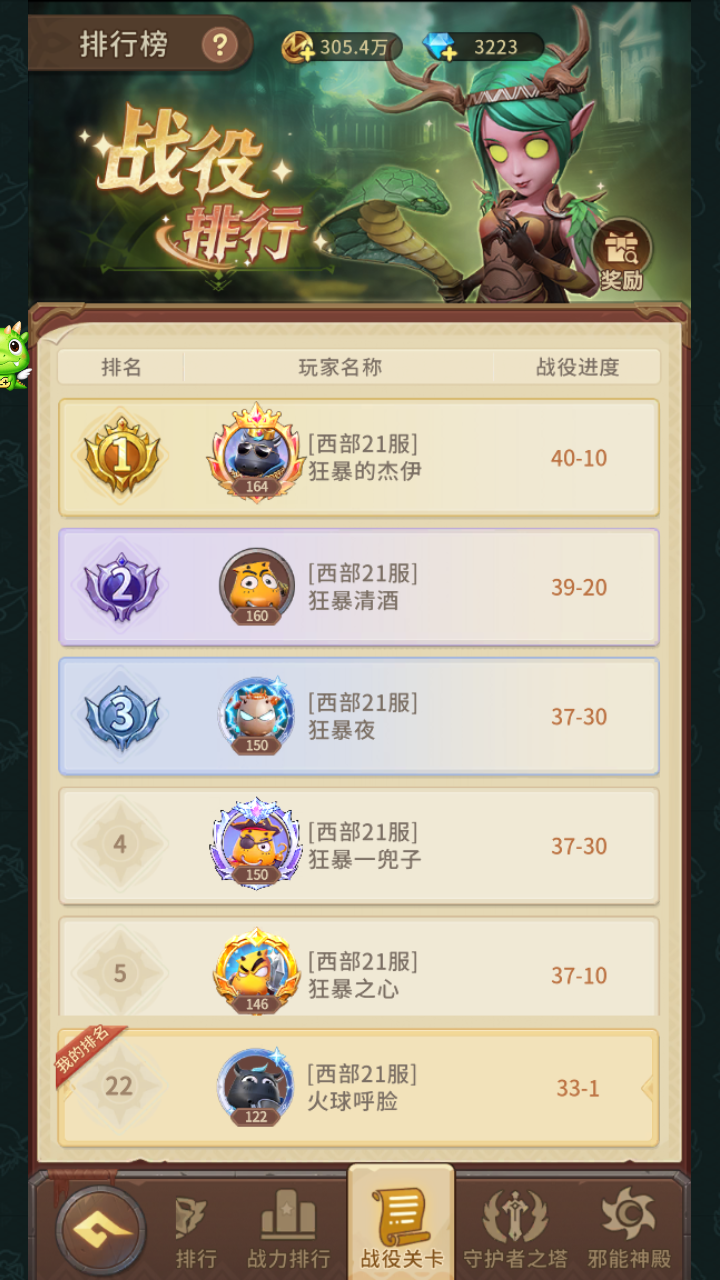 排行榜
?
305.4万
3223
战役
排行
奖励
排名
玩家名称
战役进度
1
164
[西部21服]
狂暴的杰伊
40-10
2
160
[西部21服]
狂暴清酒
39-20
3
150
[西部21服]
狂暴夜
37-30
4
150
[西部21服]
狂暴一兜子
37-30
5
146
[西部21服]
狂暴之心
37-10
我的排名
22
122
[西部21服]
火球呼脸
33-1
排行
战力排行
战役关卡
守护者之塔
邪能神殿